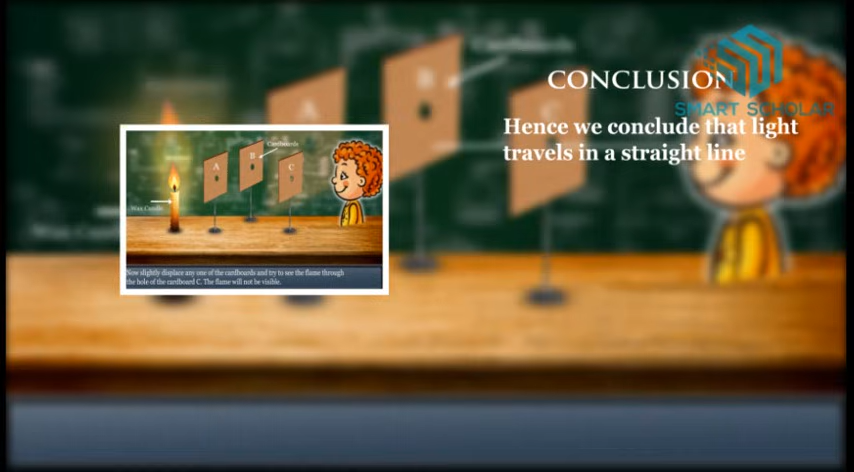 CONCLUSION
SMART SCHOLAR
Hence we conclude that light
travels in a straight line
Cardboards
A
B
C
Wax Candle
Now slightly displace any one of the cardboards and try to see the flame through
the hole of the cardboard C. The flame will not be visible.
A
B
C
Cardboards